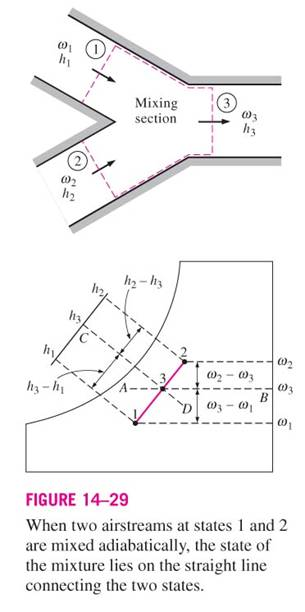 ω₁
h₁
1
Mixing
section
3
ω₃
h₃
2
ω₂
h₂
h₂ – h₃
h₂
h₃
C
h₁
2
ω₂
ω₂ – ω₃
h₃ – h₁
A
3
B
ω₃
D
ω₃ – ω₁
1
ω₁
FIGURE 14–29
When two airstreams at states 1 and 2
are mixed adiabatically, the state of
the mixture lies on the straight line
connecting the two states.